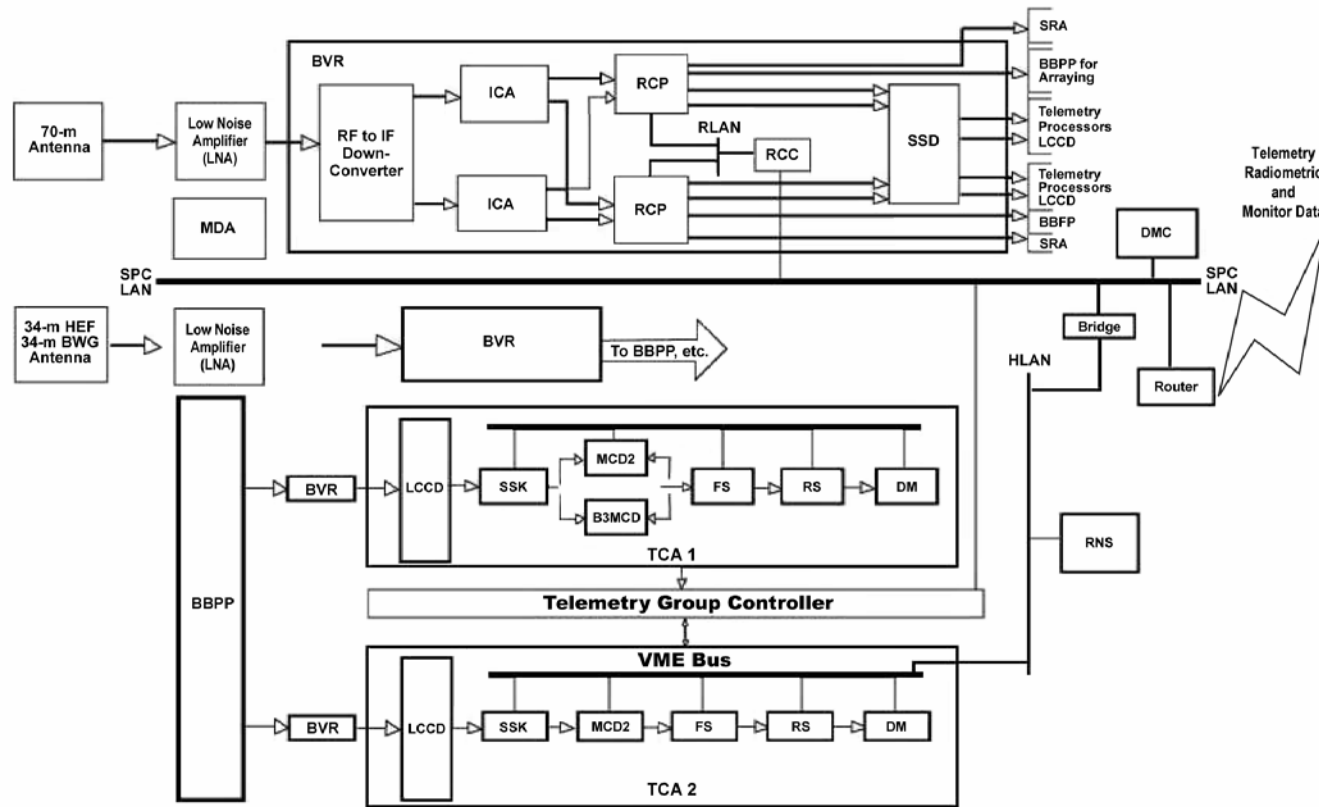 BVR
SRA
BBPP for
Arraying
Telemetry
Processors
LCCD
Telemetry
Processors
LCCD
BBFP
SRA
70-m
Antenna
Low Noise
Amplifier
(LNA)
RF to IF
Down-
Converter
ICA
ICA
RCP
RCP
RLAN
RCC
SSD
MDA
Telemetry
Radiometric
and
Monitor Data
DMC
SPC
LAN
SPC
LAN
34-m HEF
34-m BWG
Antenna
Low Noise
Amplifier
(LNA)
BVR
To BBPP, etc.
Bridge
HLAN
Router
BBPP
BVR
LCCD
SSK
MCD2
B3MCD
FS
RS
DM
TCA 1
RNS
Telemetry Group Controller
VME Bus
BVR
LCCD
SSK
MCD2
FS
RS
DM
TCA 2